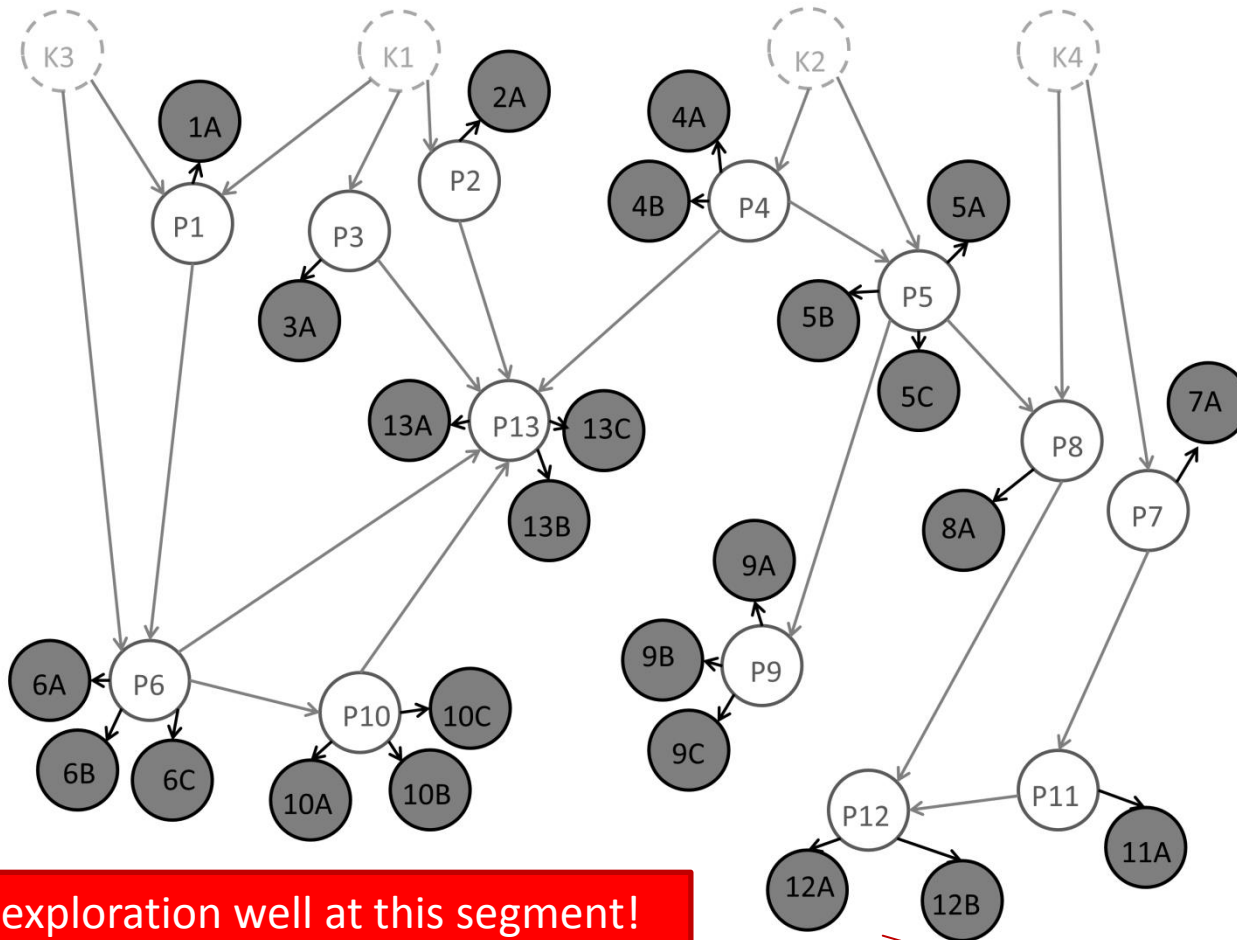 K3
K1
K2
K4
1A
2A
4A
P1
P3
P2
4B
P4
5A
3A
5B
P5
5C
13A
P13
13C
13B
P8
7A
8A
P7
9A
6A
P6
9B
P9
P10
10C
9C
6B
6C
10A
10B
P12
P11
11A
12A
12B
exploration well at this segment!